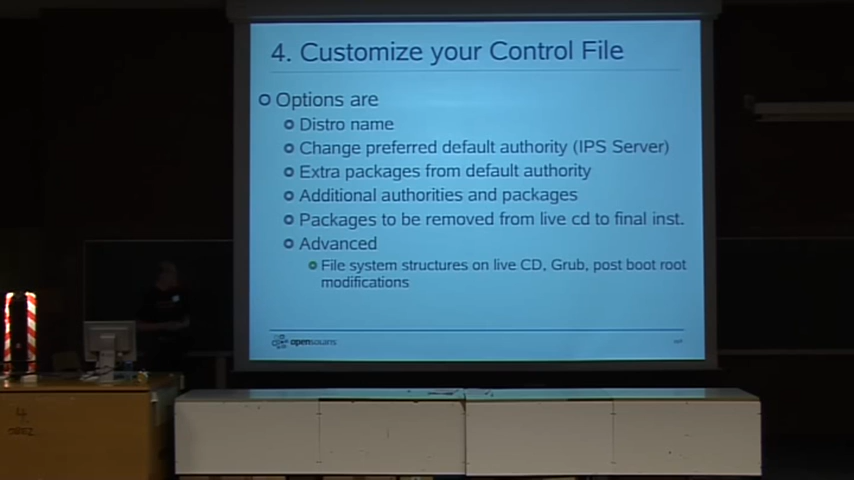 4. Customize your Control File
Options are
Distro name
Change preferred default authority (IPS Server)
Extra packages from default authority
Additional authorities and packages
Packages to be removed from live cd to final inst.
Advanced
File system structures on live CD, Grub, post boot root
modifications
opensolaris